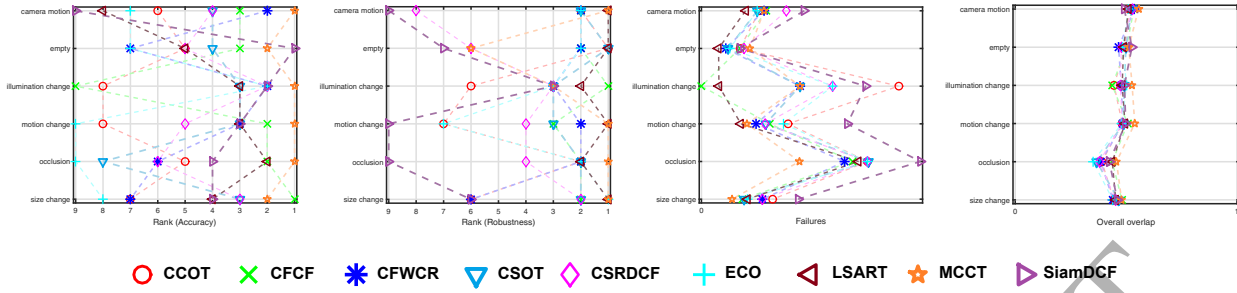 camera motion
empty
illumination change
motion change
occlusion
size change
9 8 7 6 5 4 3 2 1
Rank (Accuracy)
camera motion
empty
illumination change
motion change
occlusion
size change
9 8 7 6 5 4 3 2 1
Rank (Robustness)
camera motion
empty
illumination change
motion change
occlusion
size change
0
Failures
camera motion
empty
illumination change
motion change
occlusion
size change
0 1
Overall overlap
CCOT CFCF CFWCR CSOT CSRDCF ECO LSART MCCT SiamDCF